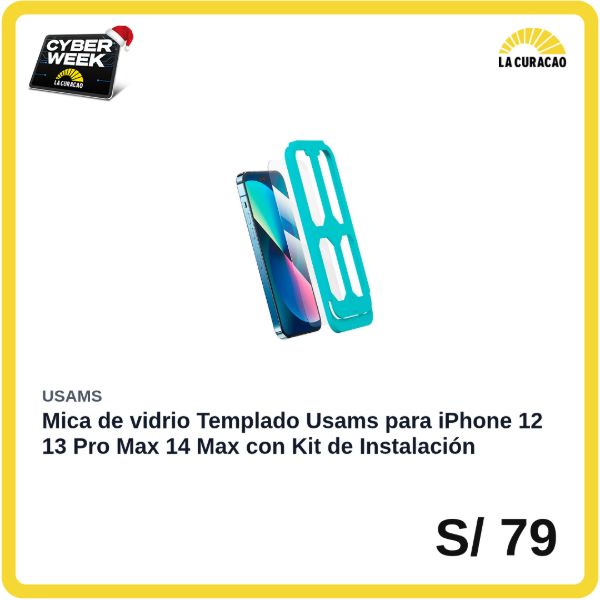 CYBER
WEEK
LA CURACAO
LA CURACAO
USAMS
Mica de vidrio Templado Usams para iPhone 12
13 Pro Max 14 Max con Kit de Instalación
S/ 79